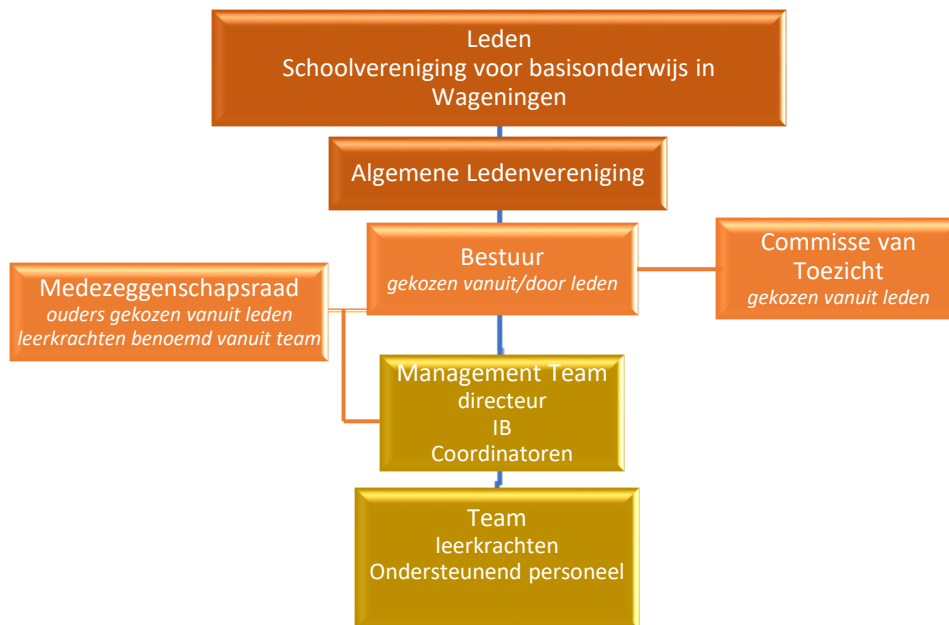 Leden
Schoolvereniging voor basisonderwijs in
Wageningen
Algemene Ledenvereniging
Bestuur
gekozen vanuit/door leden
Commisse van
Toezicht
gekozen vanuit leden
Medezeggenschapsraad
ouders gekozen vanuit leden
leerkrachten benoemd vanuit team
Management Team
directeur
IB
Coordinatoren
Team
leerkrachten
Ondersteunend personeel